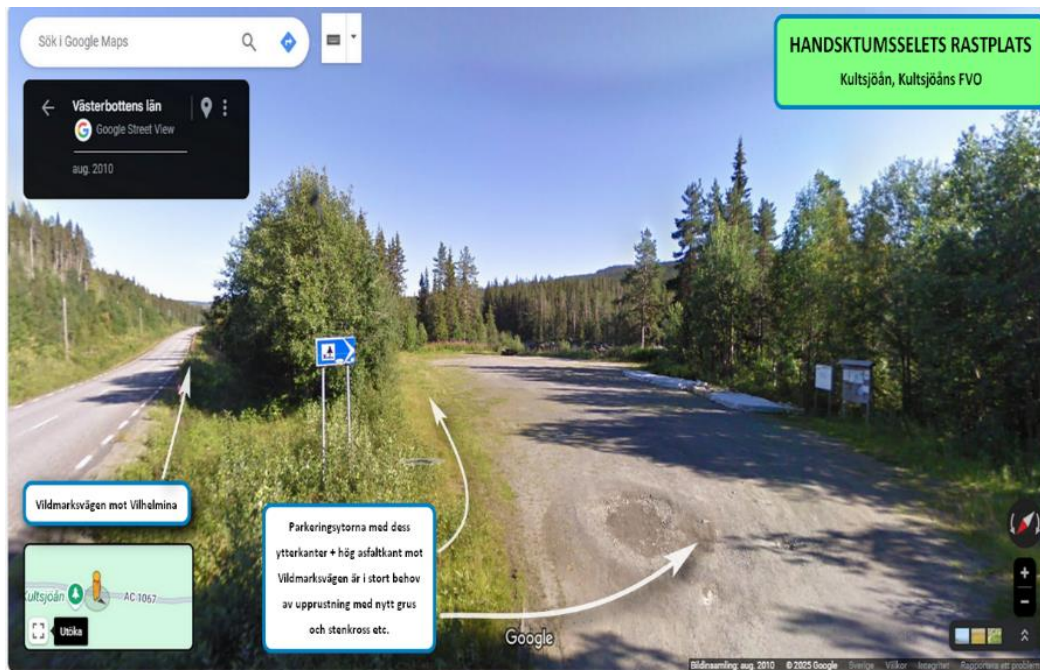 Sök i Google Maps
HANDSKTUMSSELETS RASTPLATS
Kultsjöån, Kultsjöåns FVO
Västerbottens län
Google Street View
aug. 2010
Vildmarksvägen mot Vilhelmina
Parkeringsytorna med dess
ytterkanter + hög asfaltkant mot
Vildmarksvägen är i stort behov
av upprustning med nytt grus
och stenkross etc.
Kultsjöån
AC 1067
Utöka
Google
Bildinsamling: aug. 2010 © 2025 Google Sverige Villkor Integritet Rapportera ett problem